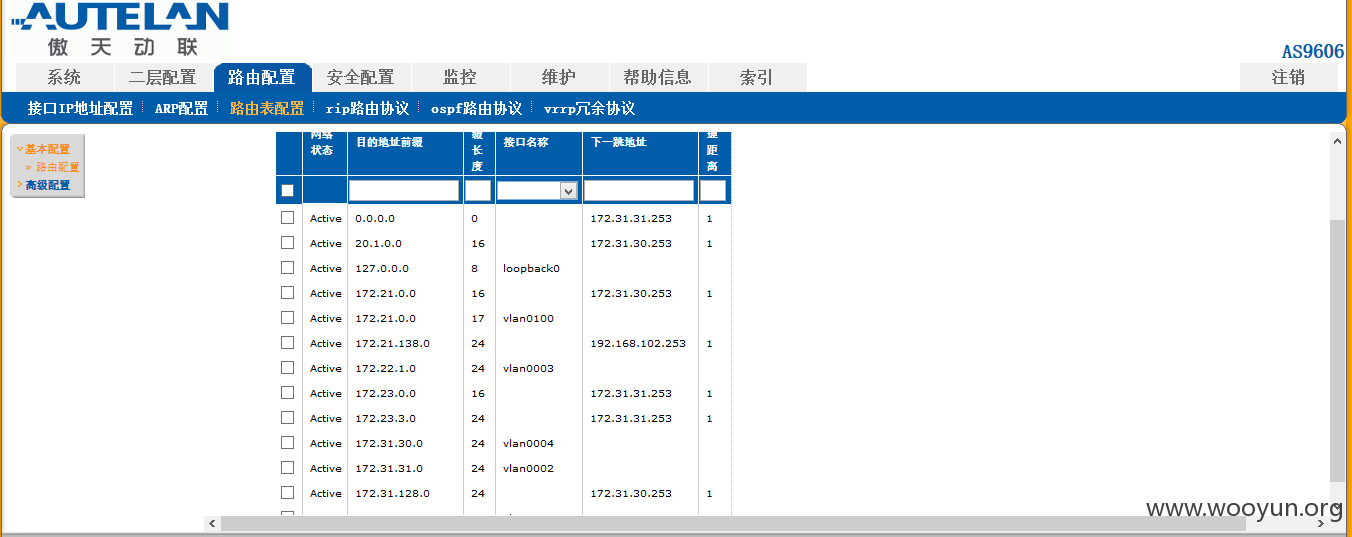 AUTELAN
傲天动联
AS9606
系统 二层配置 路由配置 安全配置 监控 维护 帮助信息 索引 注销
接口IP地址配置 ARP配置 路由表配置 rip路由协议 ospf路由协议 vrrp冗余协议
基本配置
路由配置
高级配置
网络状态 目的地址前缀 缀长度 接口名称 下一跳地址 距离
Active 0.0.0.0 0 172.31.31.253 1
Active 20.1.0.0 16 172.31.30.253 1
Active 127.0.0.0 8 loopback0
Active 172.21.0.0 16 172.31.30.253 1
Active 172.21.0.0 17 vlan0100
Active 172.21.138.0 24 192.168.102.253 1
Active 172.22.1.0 24 vlan0003
Active 172.23.0.0 16 172.31.31.253 1
Active 172.23.3.0 24 172.31.31.253 1
Active 172.31.30.0 24 vlan0004
Active 172.31.31.0 24 vlan0002
Active 172.31.128.0 24 172.31.30.253 1
www.wooyun.org